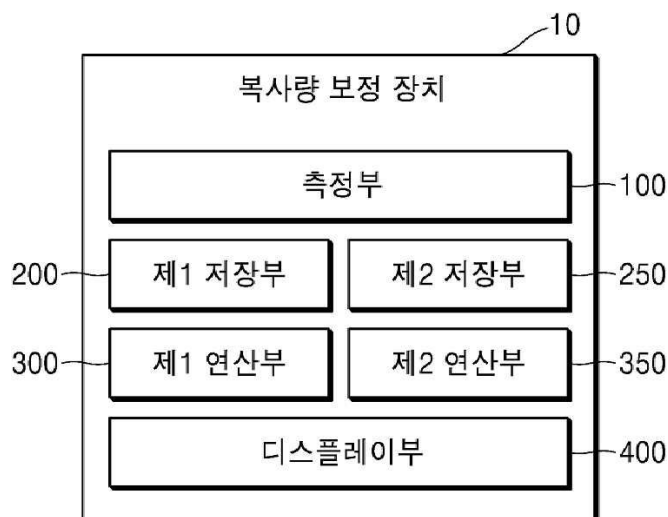 10
복사량 보정 장치
측정부 100
200 제1 저장부 제2 저장부 250
300 제1 연산부 제2 연산부 350
디스플레이부 400